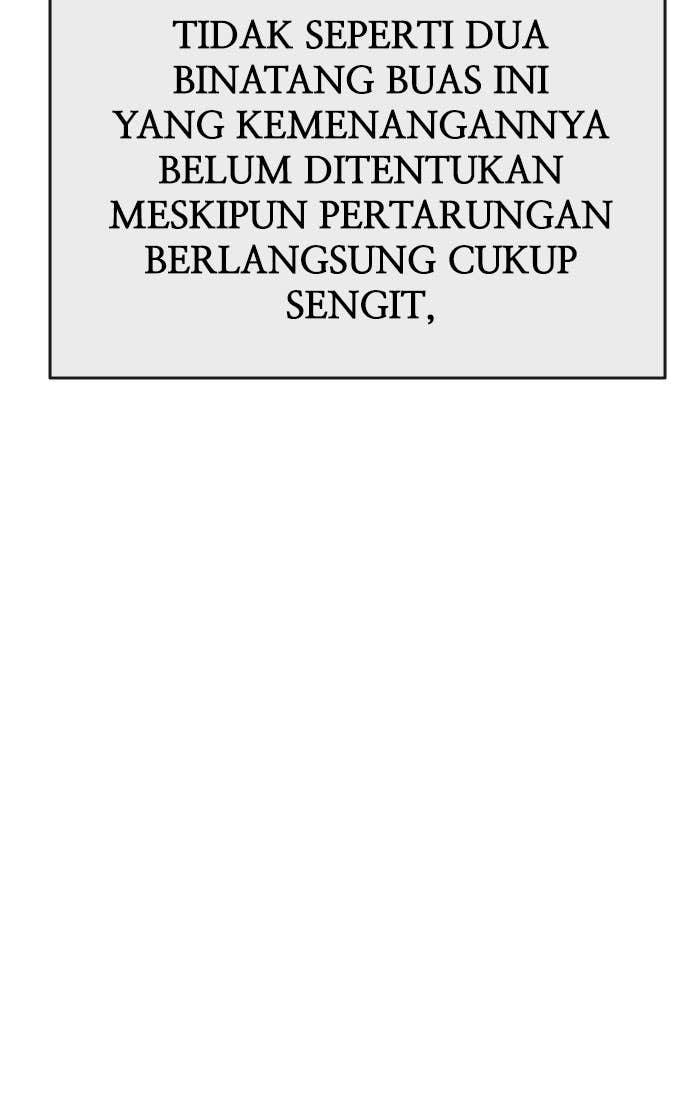 TIDAK SEPERTI DUA
BINATANG BUAS INI
YANG KEMENANGANNYA
BELUM DITENTUKAN
MESKIPUN PERTARUNGAN
BERLANGSUNG CUKUP
SENGIT,